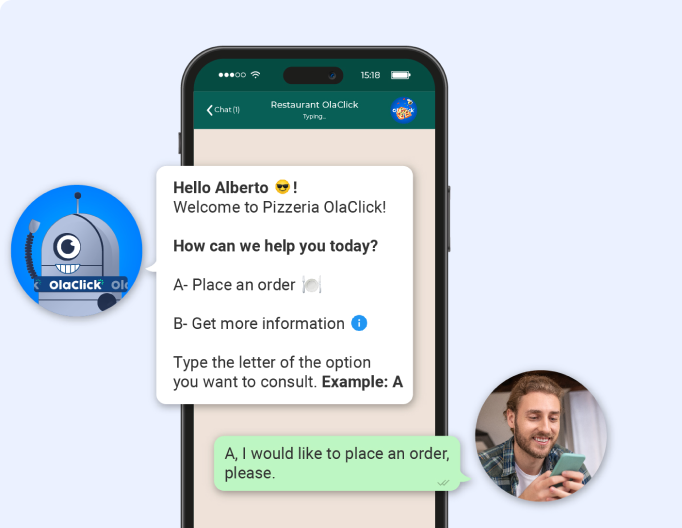 15:18
Chat (1)
Restaurant OlaClick
Typing...
Hello Alberto 😎 !
Welcome to Pizzeria OlaClick!
How can we help you today?
A- Place an order 🍽️
B- Get more information ℹ️
Type the letter of the option
you want to consult. Example: A
OlaClick
A, I would like to place an order,
please.